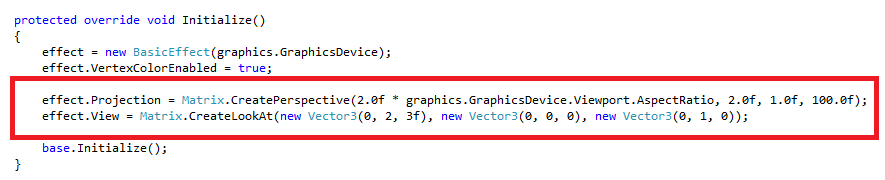 protected override void Initialize()
{
effect = new BasicEffect(graphics.GraphicsDevice);
effect.VertexColorEnabled = true;
effect.Projection = Matrix.CreatePerspective(2.0f * graphics.GraphicsDevice.Viewport.AspectRatio, 2.0f, 1.0f, 100.0f);
effect.View = Matrix.CreateLookAt(new Vector3(0, 2, 3f), new Vector3(0, 0, 0), new Vector3(0, 1, 0));
base.Initialize();
}